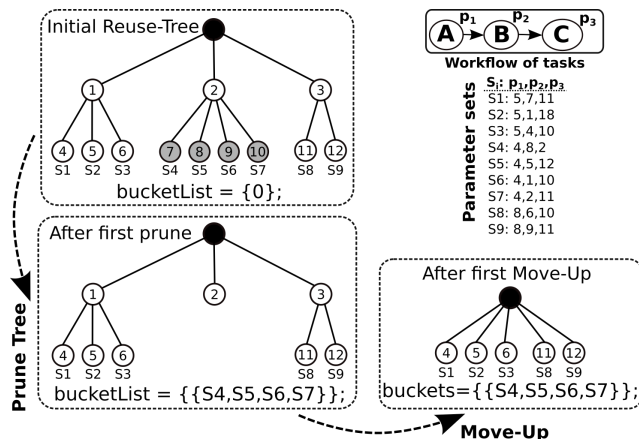 Initial Reuse-Tree
1 2 3
4 5 6 7 8 9 10 11 12
S1 S2 S3 S4 S5 S6 S7 S8 S9
bucketList = {0};
A p1 B p2 C p3
Workflow of tasks
Parameter sets
Si: p1,p2,p3
S1: 5,7,11
S2: 5,1,18
S3: 5,4,10
S4: 4,8,2
S5: 4,5,12
S6: 4,1,10
S7: 4,2,11
S8: 8,6,10
S9: 8,9,11
Prune Tree
After first prune
1 2 3
4 5 6 11 12
S1 S2 S3 S8 S9
bucketList = {{S4,S5,S6,S7}};
After first Move-Up
4 5 6 11 12
S1 S2 S3 S8 S9
buckets={{S4,S5,S6,S7}};
Move-Up